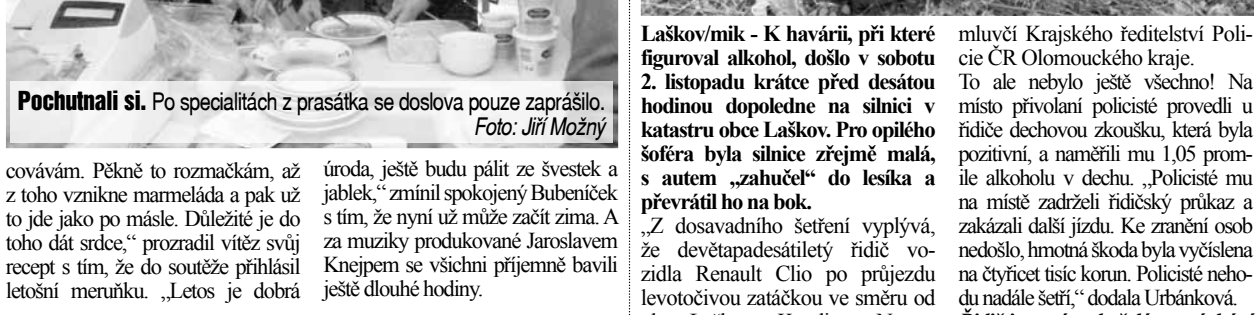 Pochutnali si. Po specialitách z prasátka se doslova pouze zaprášilo.
Foto: Jiří Možný
covávám. Pěkně to rozmačkám, až
z toho vznikne marmeláda a pak už
to jde jako po másle. Důležité je do
toho dát srdce,“ prozradil vítěz svůj
recept s tím, že do soutěže přihlásil
letošní meruňku. „Letos je dobrá
úroda, ještě budu pálit ze švestek a
jablek,“ zmínil spokojený Bubeníček
s tím, že nyní už může začít zima. A
za muziky produkované Jaroslavem
Knejpem se všichni příjemně bavili
ještě dlouhé hodiny.
Laškov/mik - K havárii, při které
figuroval alkohol, došlo v sobotu
2. listopadu krátce před desátou
hodinou dopoledne na silnici v
katastru obce Laškov. Pro opilého
šoféra byla silnice zřejmě malá,
s autem „zahučel“ do lesíka a
převrátil ho na bok.
„Z dosavadního šetření vyplývá,
že devětapadesátiletý řidič vo-
zidla Renault Clio po průjezdu
levotočivou zatáčkou ve směru od
mluvčí Krajského ředitelství Poli-
cie ČR Olomouckého kraje.
To ale nebylo ještě všechno! Na
místo přivolaní policisté provedli u
řidiče dechovou zkoušku, která byla
pozitivní, a naměřili mu 1,05 prom-
ile alkoholu v dechu. „Policisté mu
na místě zadrželi řidičský průkaz a
zakázali další jízdu. Ke zranění osob
nedošlo, hmotná škoda byla vyčíslena
na čtyřicet tisíc korun. Policisté neho-
du nadále šetří,“ dodala Urbánková.